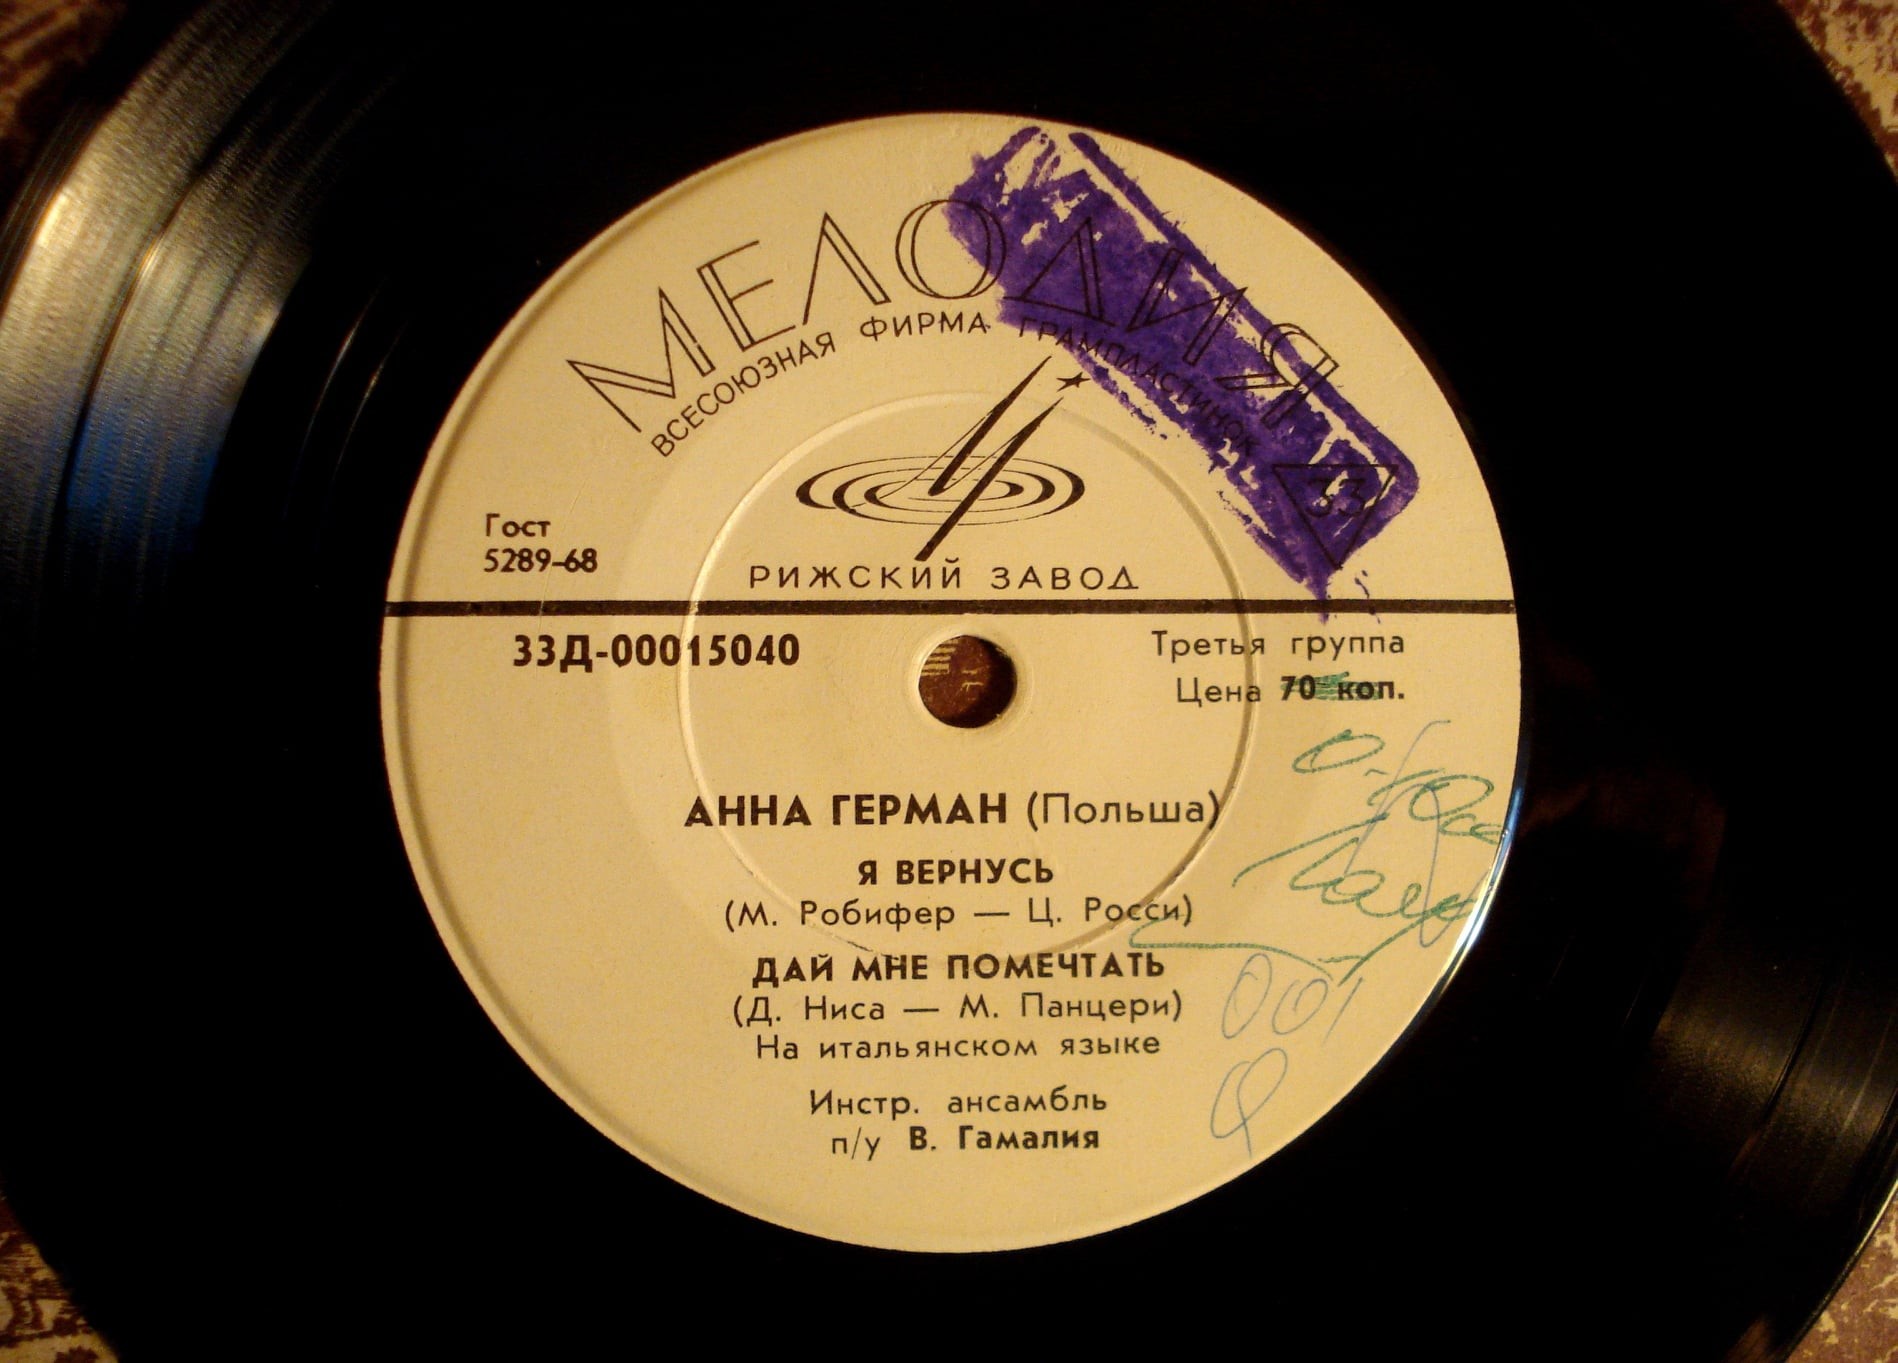 МЕЛОДИЯ
ВСЕСОЮЗНАЯ ФИРМА ГРАМПЛАСТИНОК
33
Гост
5289-68
РИЖСКИЙ ЗАВОД
33Д-00015040
Третья группа
Цена 70 коп.
АННА ГЕРМАН (Польша)
Я ВЕРНУСЬ
(М. Робифер — Ц. Росси)
ДАЙ МНЕ ПОМЕЧТАТЬ
(Д. Ниса — М. Панцери)
На итальянском языке
Инстр. ансамбль
п/у В. Гамалия